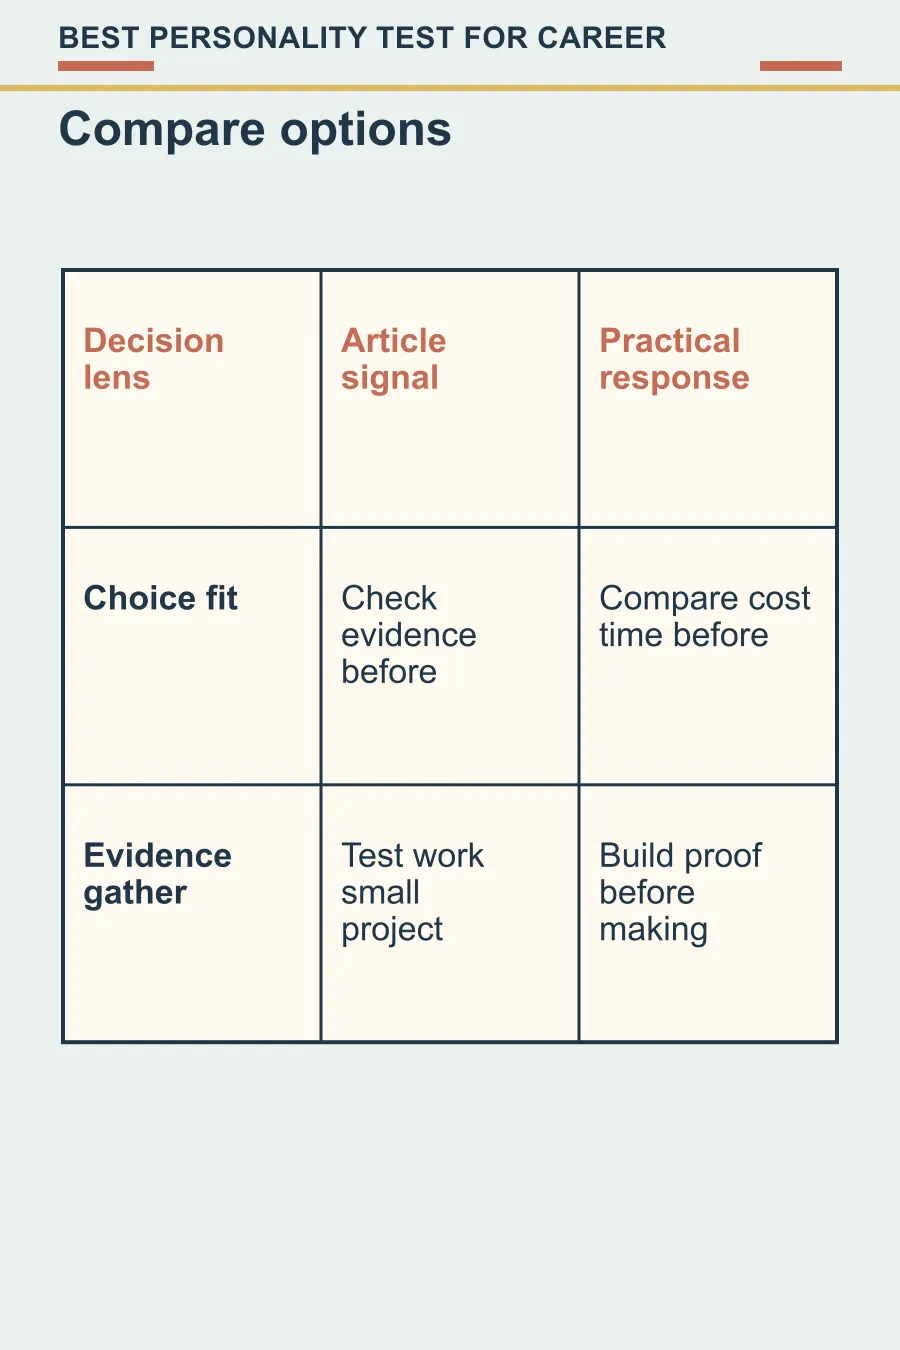 BEST PERSONALITY TEST FOR CAREER
Compare options
Decision
lens
Article
signal
Practical
response
Choice fit
Check
evidence
before
Compare cost
time before
Evidence
gather
Test work
small
project
Build proof
before
making